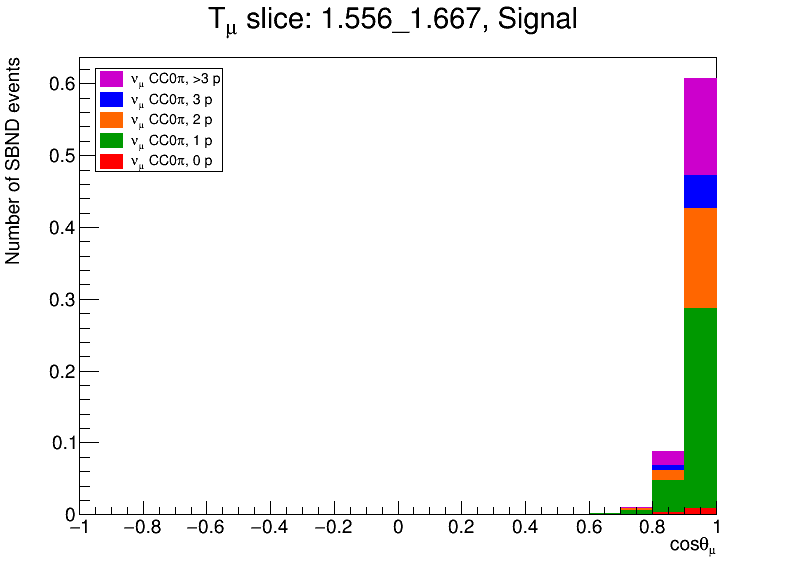 Tμ slice: 1.556_1.667, Signal
Number of SBND events
νμ CC0π, >3 p
νμ CC0π, 3 p
νμ CC0π, 2 p
νμ CC0π, 1 p
νμ CC0π, 0 p
0.6
0.5
0.4
0.3
0.2
0.1
0
−1 −0.8 −0.6 −0.4 −0.2 0 0.2 0.4 0.6 0.8 1
cosθμ